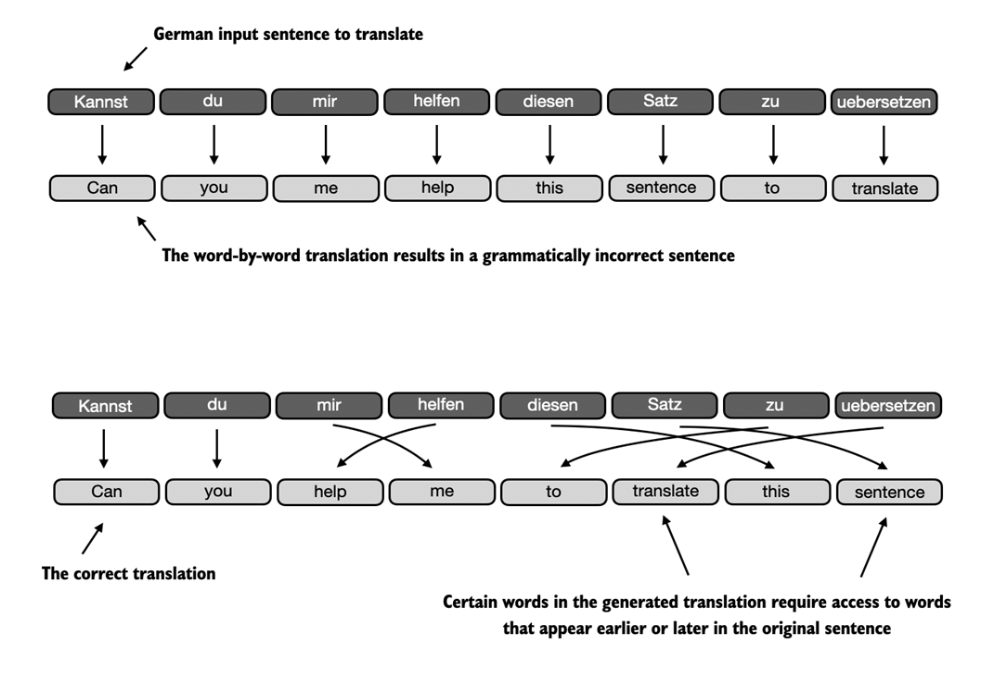 German input sentence to translate
Kannst du mir helfen diesen Satz zu uebersetzen
Can you me help this sentence to translate
The word-by-word translation results in a grammatically incorrect sentence
Kannst du mir helfen diesen Satz zu uebersetzen
Can you help me to translate this sentence
The correct translation
Certain words in the generated translation require access to words
that appear earlier or later in the original sentence